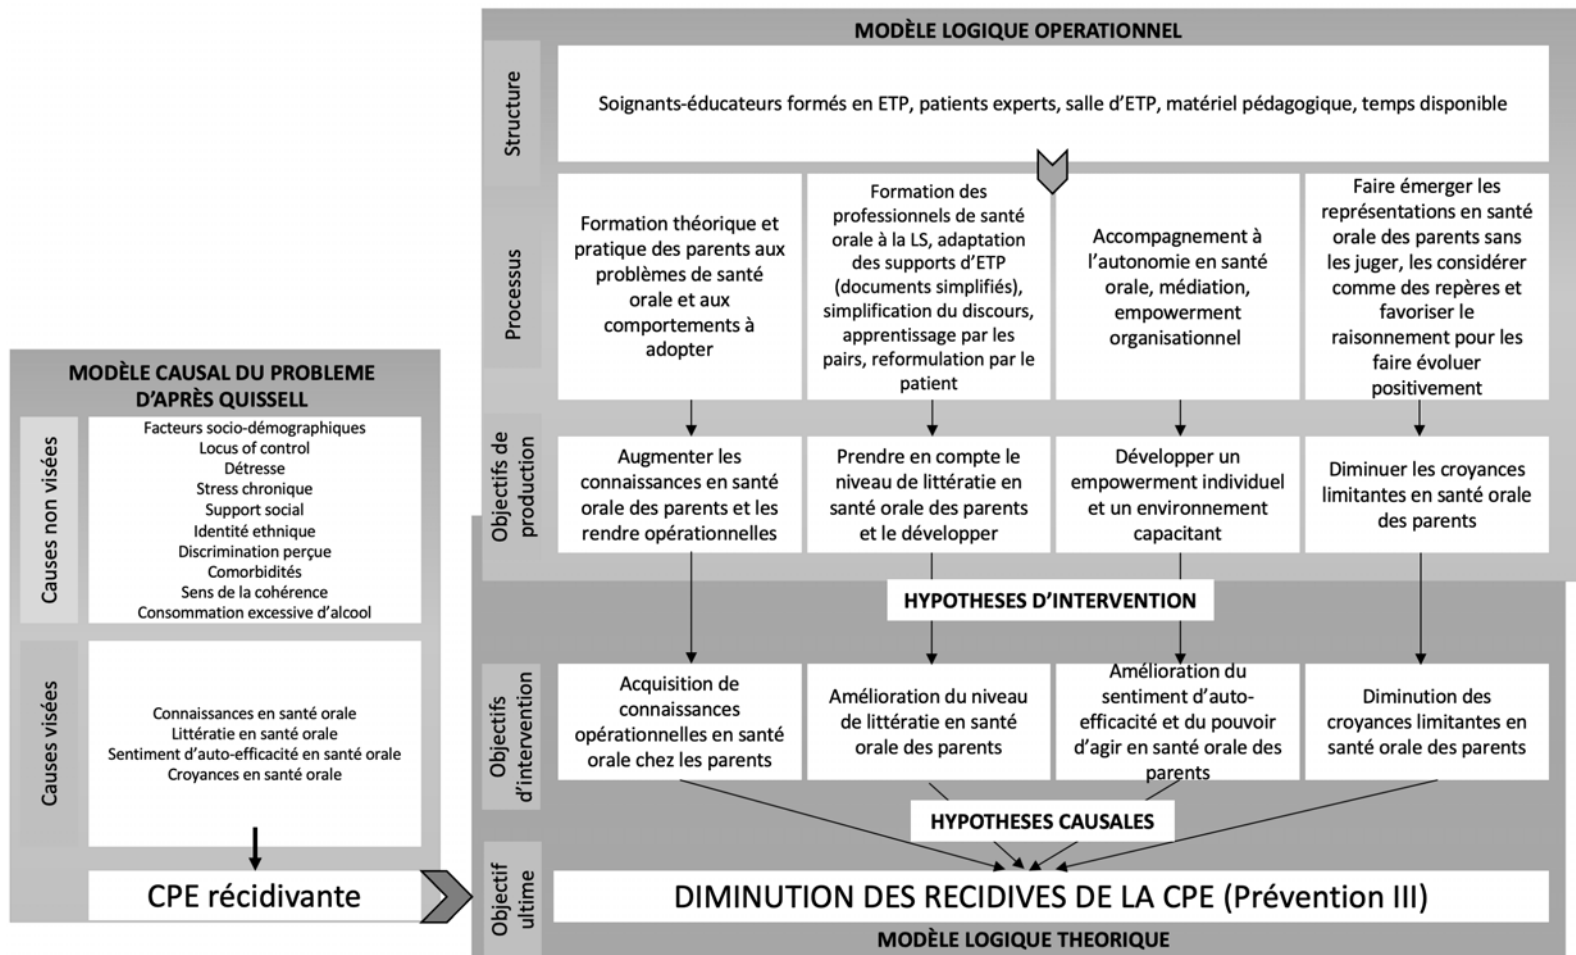 MODÈLE LOGIQUE OPERATIONNEL
Structure
Soignants-éducateurs formés en ETP, patients experts, salle d'ETP, matériel pédagogique, temps disponible
Processus
Formation théorique et
pratique des parents aux
problèmes de santé
orale et aux
comportements à
adopter
Formation des
professionnels de santé
orale à la LS, adaptation
des supports d'ETP
(documents simplifiés),
simplification du discours,
apprentissage par les
pairs, reformulation par le
patient
Accompagnement à
l'autonomie en santé
orale, médiation,
empowerment
organisationnel
Faire émerger les
représentations en santé
orale des parents sans
les juger, les considérer
comme des repères et
favoriser le
raisonnement pour les
faire évoluer
positivement
Objectifs de
production
Augmenter les
connaissances en santé
orale des parents et les
rendre opérationnelles
Prendre en compte le
niveau de littératie en
santé orale des parents
et le développer
Développer un
empowerment individuel
et un environnement
capacitant
Diminuer les croyances
limitantes en santé orale
des parents
HYPOTHESES D'INTERVENTION
Objectifs
d'intervention
Acquisition de
connaissances
opérationnelles en santé
orale chez les parents
Amélioration du niveau
de littératie en santé
orale des parents
Amélioration du
sentiment d'auto-
efficacité et du pouvoir
d'agir en santé orale des
parents
Diminution des
croyances limitantes en
santé orale des parents
HYPOTHESES CAUSALES
Objectif
ultime
DIMINUTION DES RECIDIVES DE LA CPE (Prévention III)
MODÈLE LOGIQUE THEORIQUE
MODÈLE CAUSAL DU PROBLEME
D'APRÈS QUISSELL
Causes non visées
Facteurs socio-démographiques
Locus of control
Détresse
Stress chronique
Support social
Identité ethnique
Discrimination perçue
Comorbidités
Sens de la cohérence
Consommation excessive d'alcool
Causes visées
Connaissances en santé orale
Littératie en santé orale
Sentiment d'auto-efficacité en santé orale
Croyances en santé orale
CPE récidivante